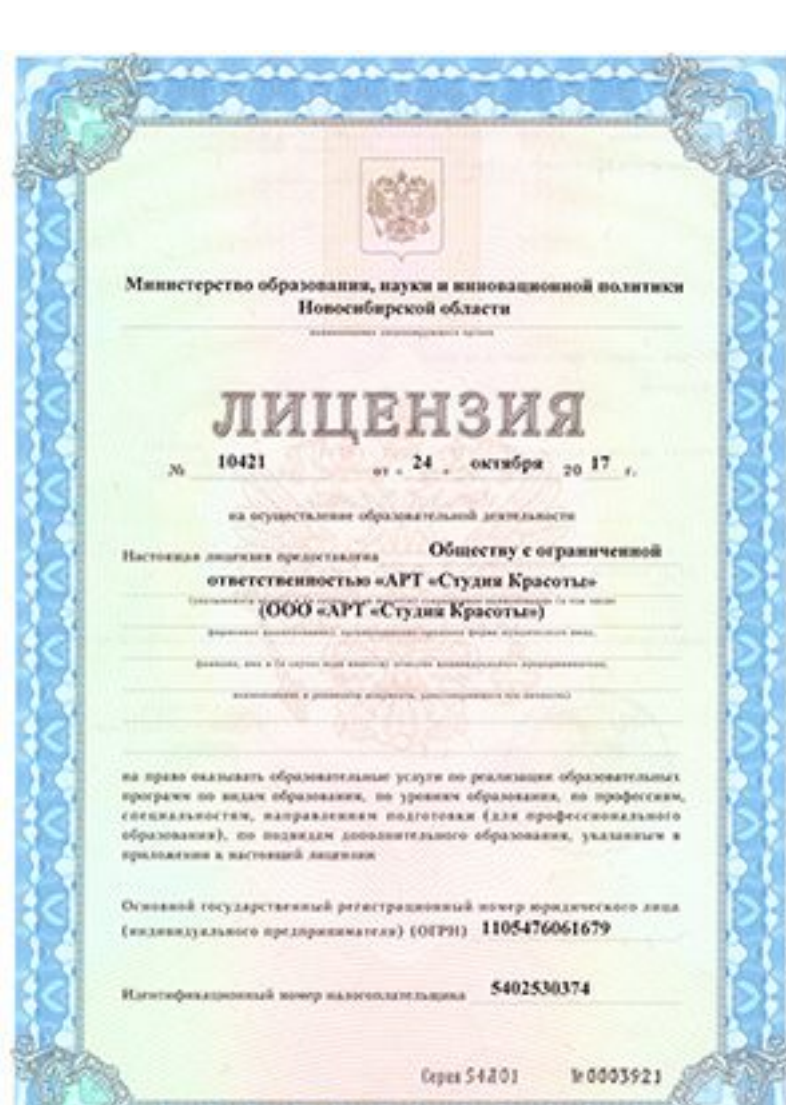 Министерство образования, науки и инновационной политики
Новосибирской области
наименование лицензирующего органа
ЛИЦЕНЗИЯ
№ 10421 от « 24 » октября 20 17 г.
на осуществление образовательной деятельности
Настоящая лицензия предоставлена Обществу с ограниченной
ответственностью «АРТ «Студия Красоты»
(ООО «АРТ «Студия Красоты»)
на право оказывать образовательные услуги по реализации образовательных
программ по видам образования, по уровням образования, по профессиям,
специальностям, направлениям подготовки (для профессионального
образования), по подвидам дополнительного образования, указанным в
приложении к настоящей лицензии
Основной государственный регистрационный номер юридического лица
(индивидуального предпринимателя) (ОГРН) 1105476061679
Идентификационный номер налогоплательщика 5402530374
Серия 54Л01 № 0003921